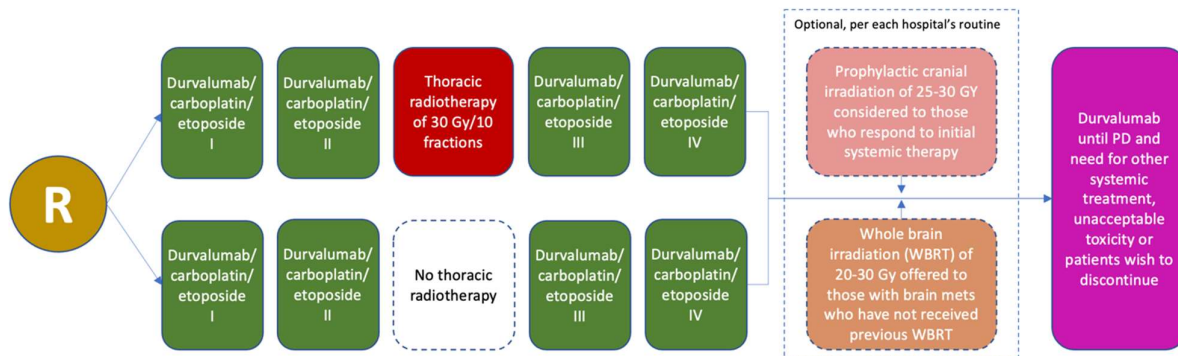 R
Durvalumab/
carboplatin/
etoposide
I
Durvalumab/
carboplatin/
etoposide
II
Thoracic
radiotherapy
of 30 Gy/10
fractions
Durvalumab/
carboplatin/
etoposide
III
Durvalumab/
carboplatin/
etoposide
IV
Durvalumab/
carboplatin/
etoposide
I
Durvalumab/
carboplatin/
etoposide
II
No thoracic
radiotherapy
Durvalumab/
carboplatin/
etoposide
III
Durvalumab/
carboplatin/
etoposide
IV
Optional, per each hospital's routine
Prophylactic cranial
irradiation of 25-30 GY
considered to those
who respond to initial
systemic therapy
Whole brain
irradiation (WBRT) of
20-30 Gy offered to
those with brain mets
who have not received
previous WBRT
Durvalumab
until PD and
need for other
systemic
treatment,
unacceptable
toxicity or
patients wish to
discontinue